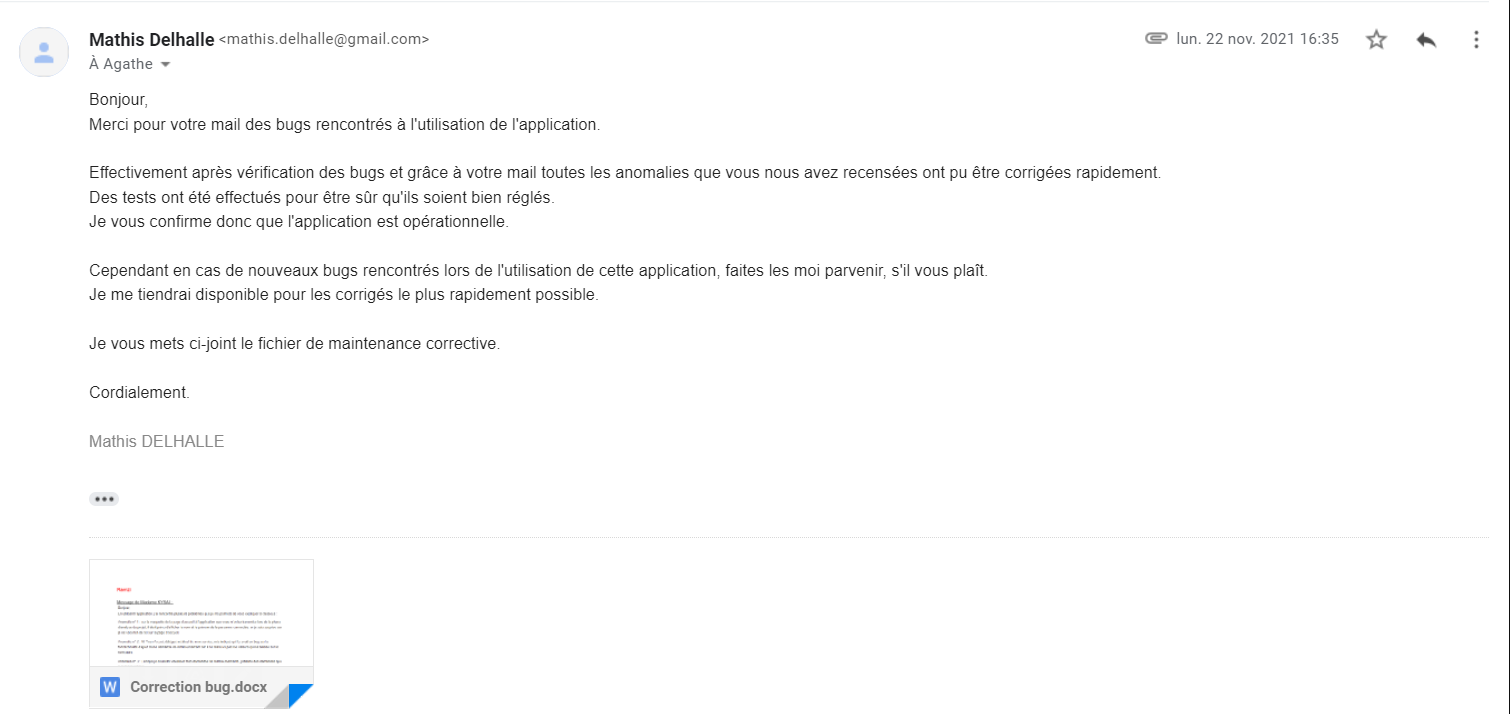 Mathis Delhalle <mathis.delhalle@gmail.com>
lun. 22 nov. 2021 16:35
À Agathe
Bonjour,
Merci pour votre mail des bugs rencontrés à l'utilisation de l'application.
Effectivement après vérification des bugs et grâce à votre mail toutes les anomalies que vous nous avez recensées ont pu être corrigées rapidement.
Des tests ont été effectués pour être sûr qu'ils soient bien réglés.
Je vous confirme donc que l'application est opérationnelle.
Cependant en cas de nouveaux bugs rencontrés lors de l'utilisation de cette application, faites les moi parvenir, s'il vous plaît.
Je me tiendrai disponible pour les corrigés le plus rapidement possible.
Je vous mets ci-joint le fichier de maintenance corrective.
Cordialement.
Mathis DELHALLE
W Correction bug.docx